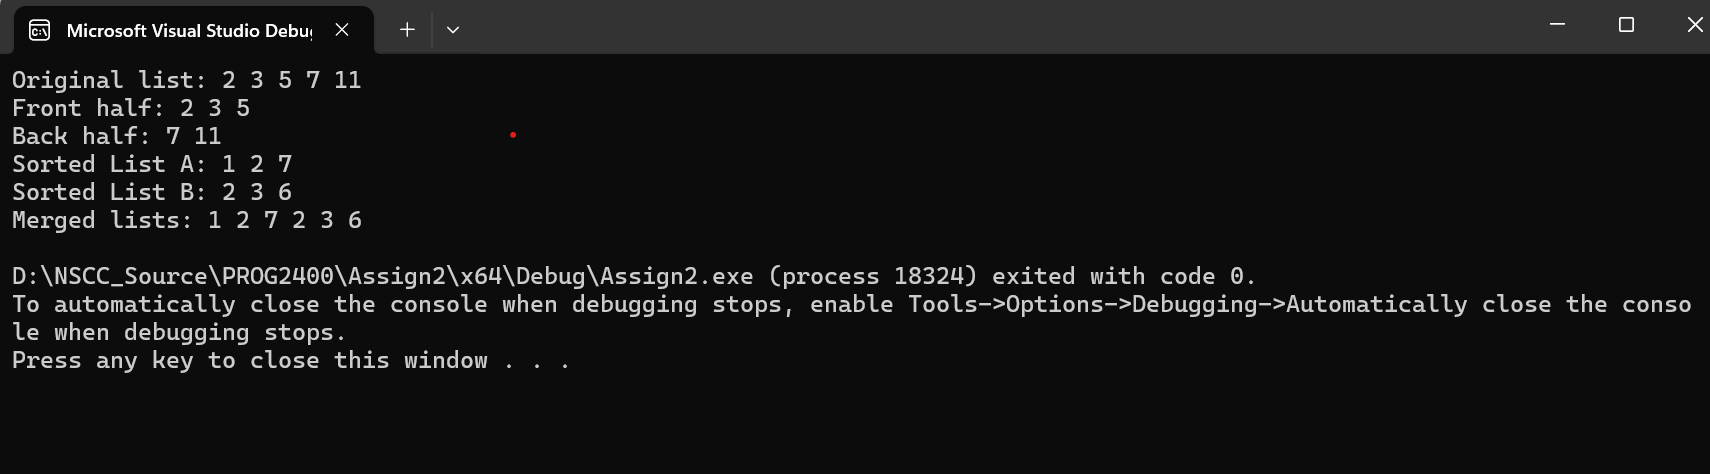 Microsoft Visual Studio Debug
Original list: 2 3 5 7 11
Front half: 2 3 5
Back half: 7 11
Sorted List A: 1 2 7
Sorted List B: 2 3 6
Merged lists: 1 2 7 2 3 6
D:\NSCC_Source\PROG2400\Assign2\x64\Debug\Assign2.exe (process 18324) exited with code 0.
To automatically close the console when debugging stops, enable Tools->Options->Debugging->Automatically close the conso
le when debugging stops.
Press any key to close this window . . .